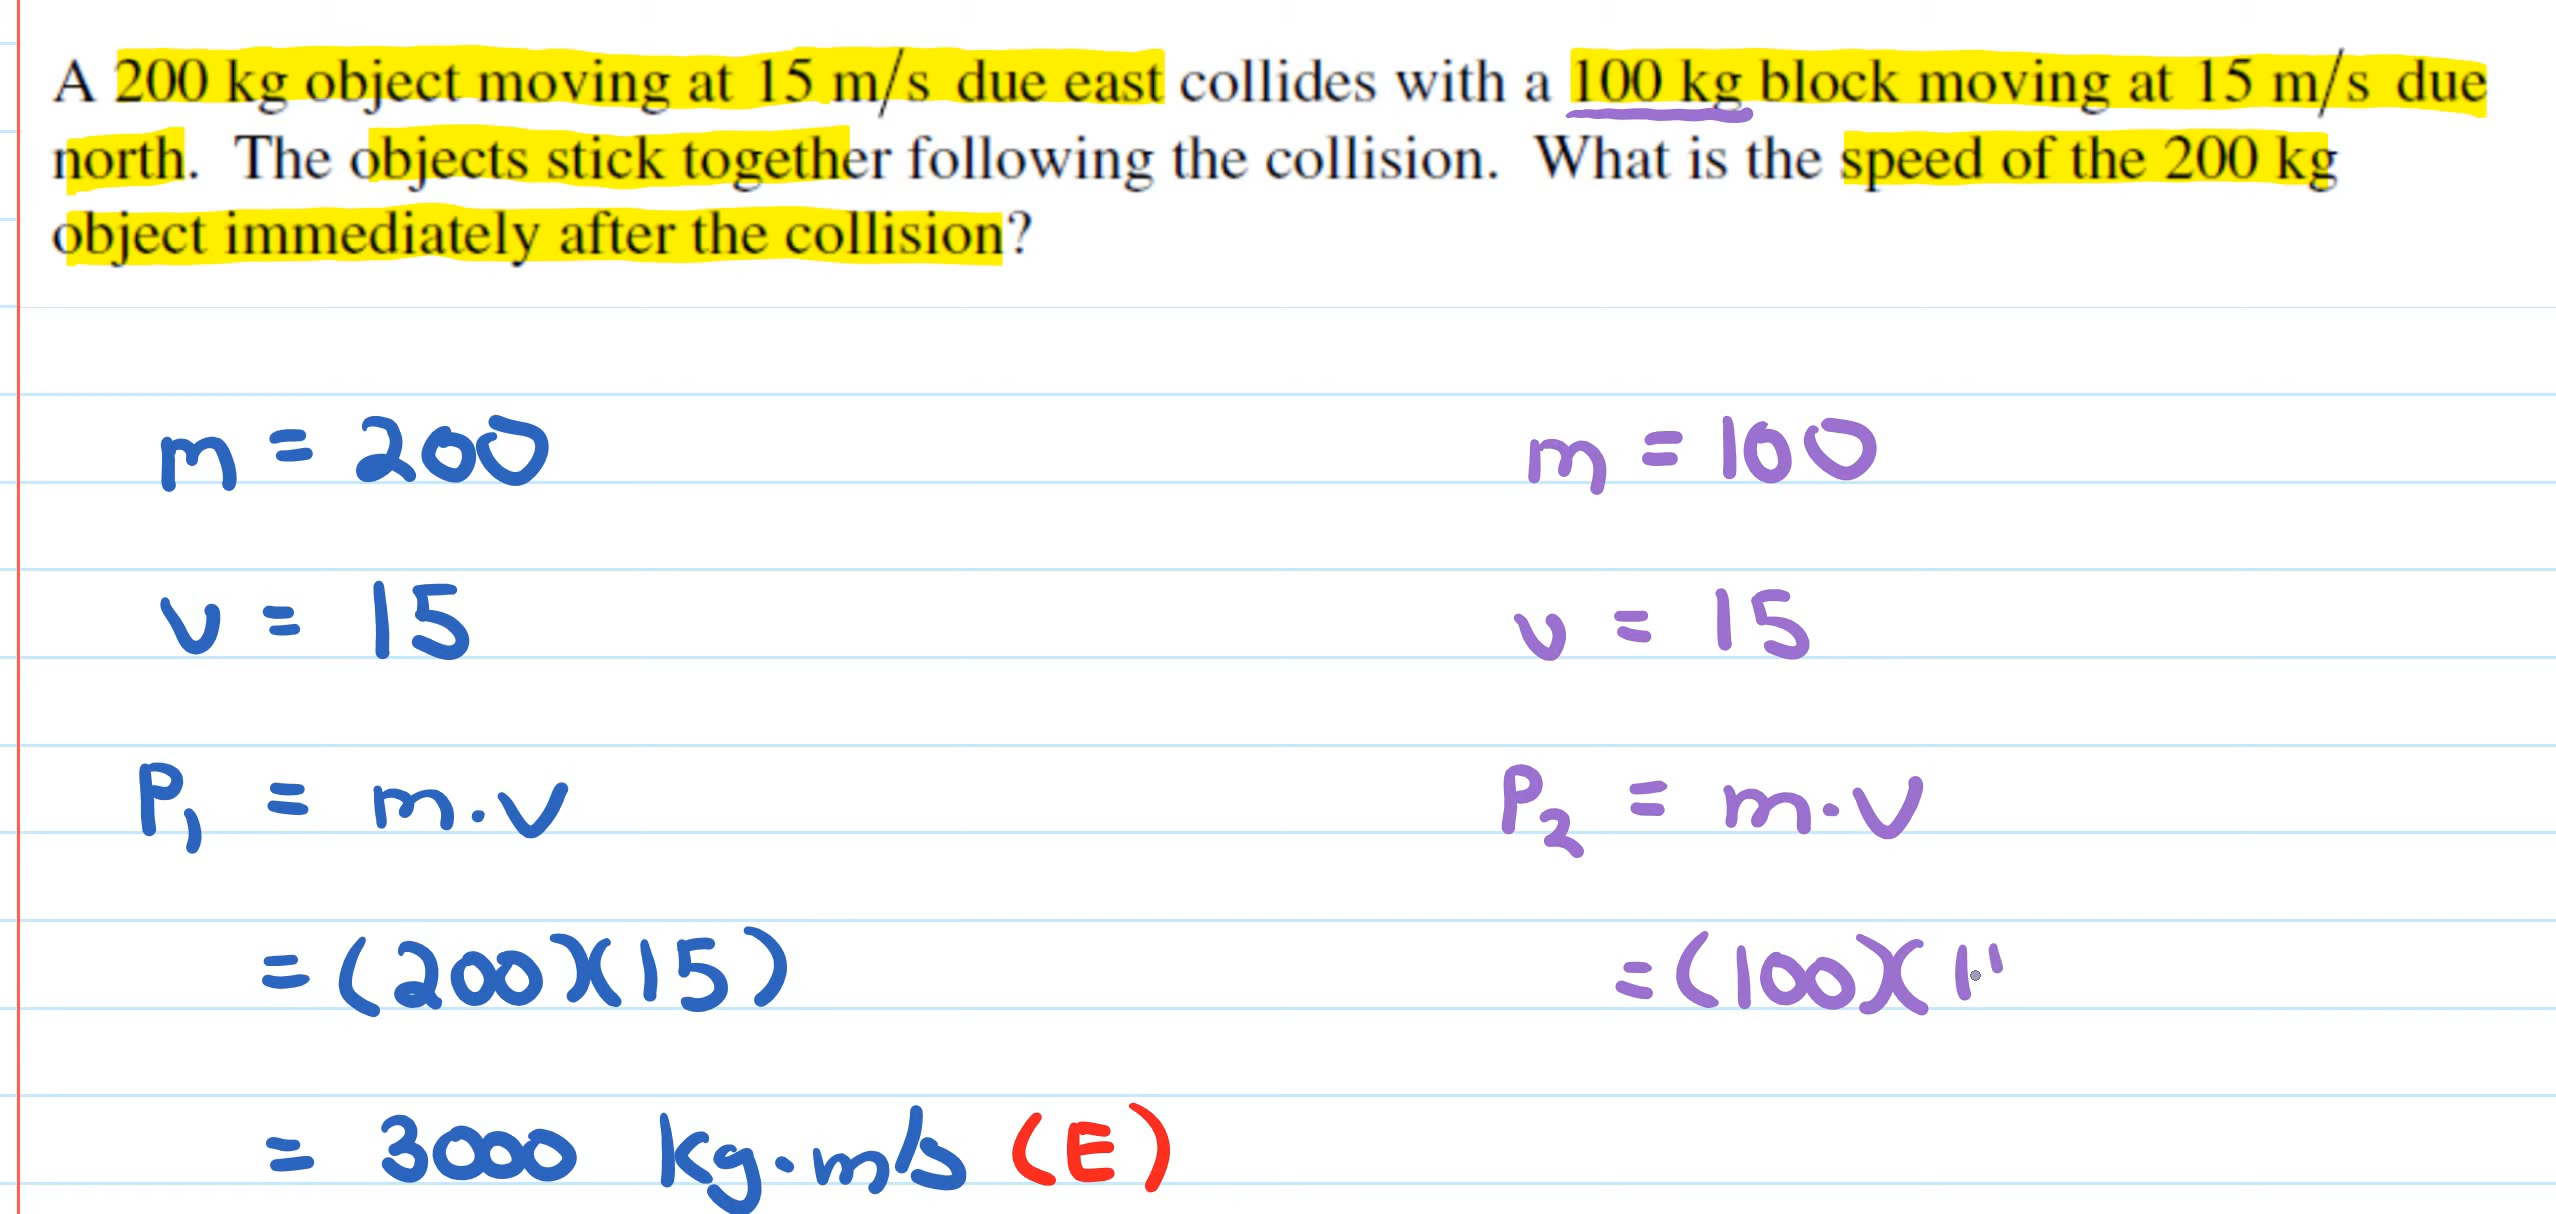 A 200 kg object moving at 15 m/s due east collides with a 100 kg block moving at 15 m/s due
north. The objects stick together following the collision. What is the speed of the 200 kg
object immediately after the collision?
m = 200
m = 100
v = 15
v = 15
P₁ = m·v
P₂ = m·v
= (200)(15)
= (100)(1
= 3000 kg·m/s (E)